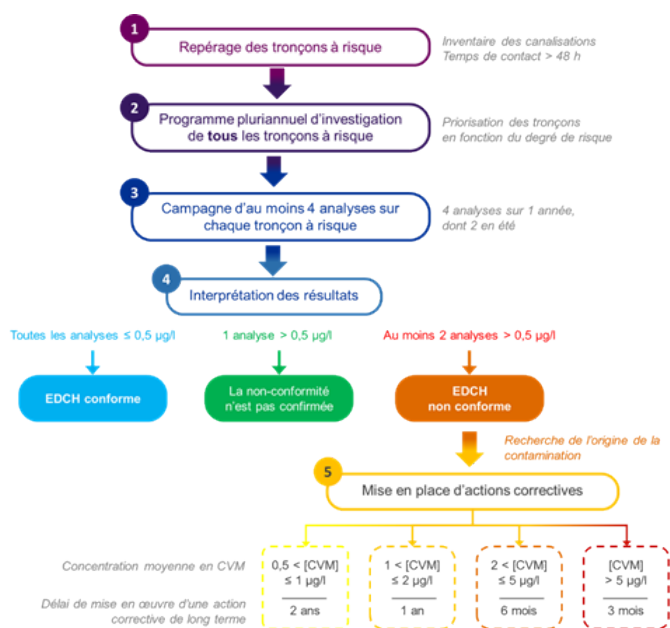 1
Repérage des tronçons à risque
Inventaire des canalisations
Temps de contact > 48 h
2
Programme pluriannuel d'investigation
de tous les tronçons à risque
Priorisation des tronçons
en fonction du degré de risque
3
Campagne d'au moins 4 analyses sur
chaque tronçon à risque
4 analyses sur 1 année,
dont 2 en été
4
Interprétation des résultats
Toutes les analyses ≤ 0,5 µg/l
1 analyse > 0,5 µg/l
Au moins 2 analyses > 0,5 µg/l
EDCH conforme
La non-conformité
n'est pas confirmée
EDCH
non conforme
Recherche de l'origine de la
contamination
5
Mise en place d'actions correctives
Concentration moyenne en CVM
0,5 < [CVM]
≤ 1 µg/l
1 < [CVM]
≤ 2 µg/l
2 < [CVM]
≤ 5 µg/l
[CVM]
> 5 µg/l
Délai de mise en œuvre d'une action
corrective de long terme
2 ans
1 an
6 mois
3 mois